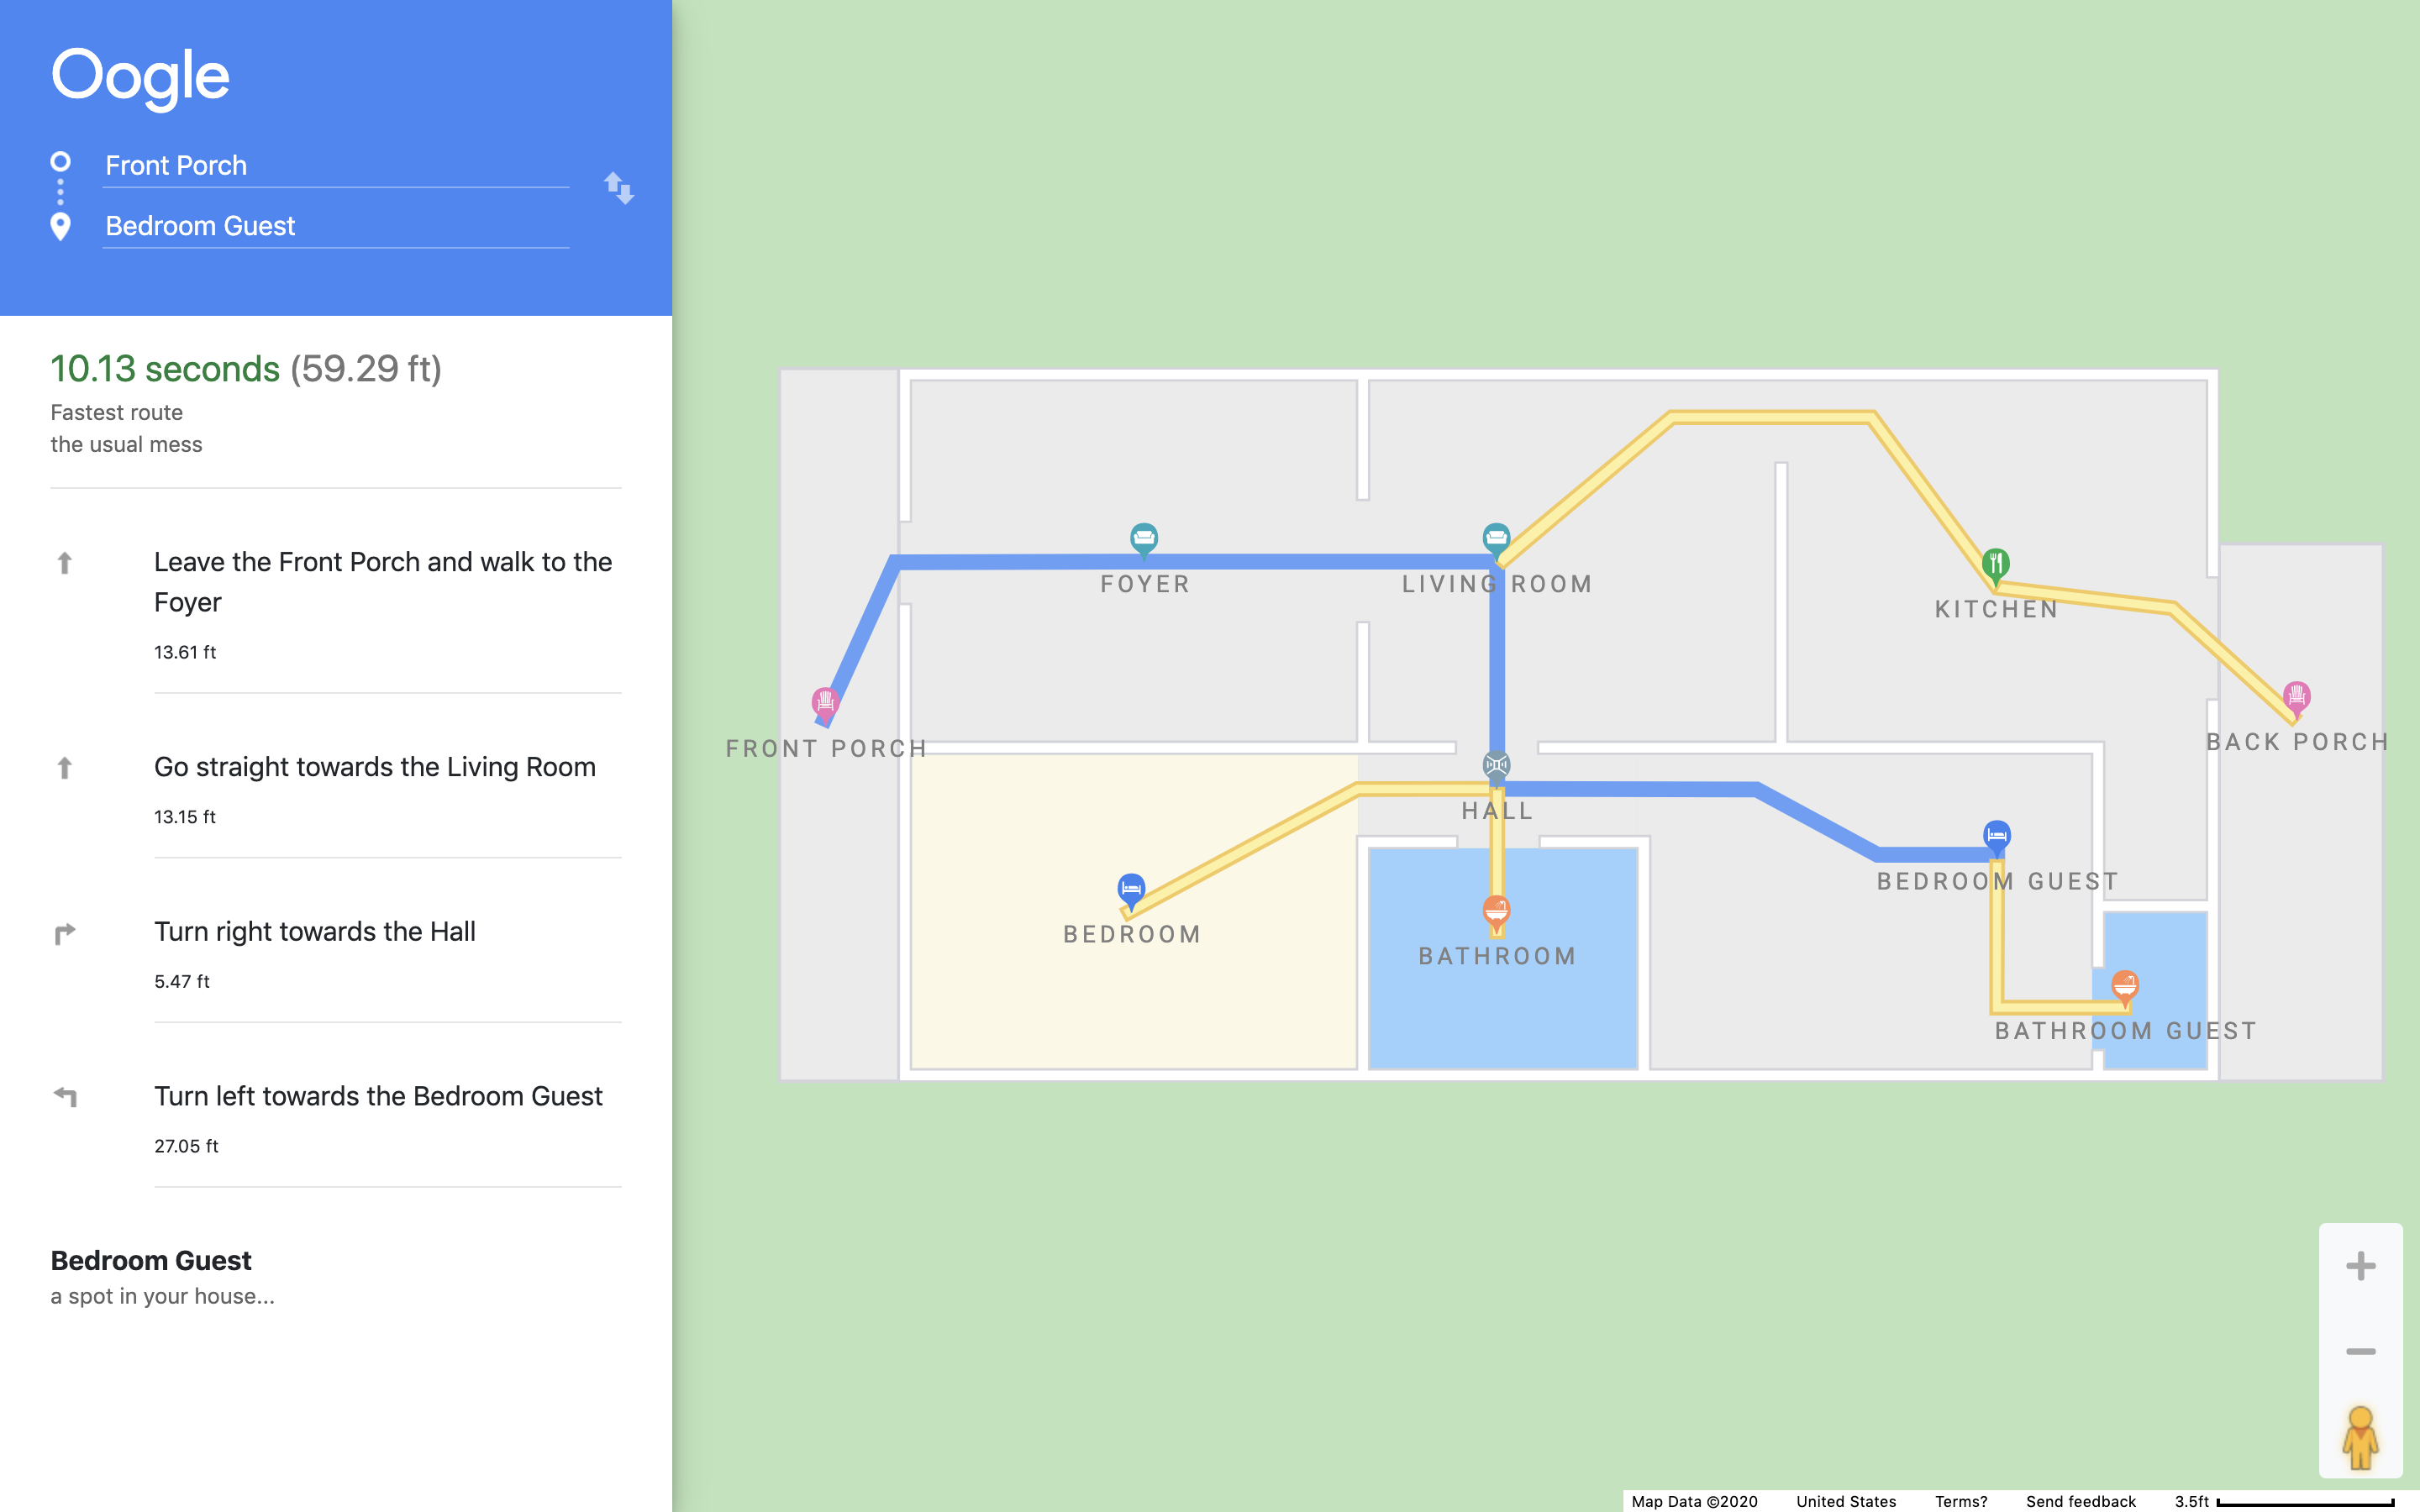 Oogle
Front Porch
Bedroom Guest
10.13 seconds (59.29 ft)
Fastest route
the usual mess
Leave the Front Porch and walk to the
Foyer
13.61 ft
Go straight towards the Living Room
13.15 ft
Turn right towards the Hall
5.47 ft
Turn left towards the Bedroom Guest
27.05 ft
Bedroom Guest
a spot in your house...
FOYER
LIVING ROOM
KITCHEN
FRONT PORCH
BACK PORCH
HALL
BEDROOM GUEST
BEDROOM
BATHROOM
BATHROOM GUEST
Map Data ©2020 United States Terms? Send feedback 3.5ft